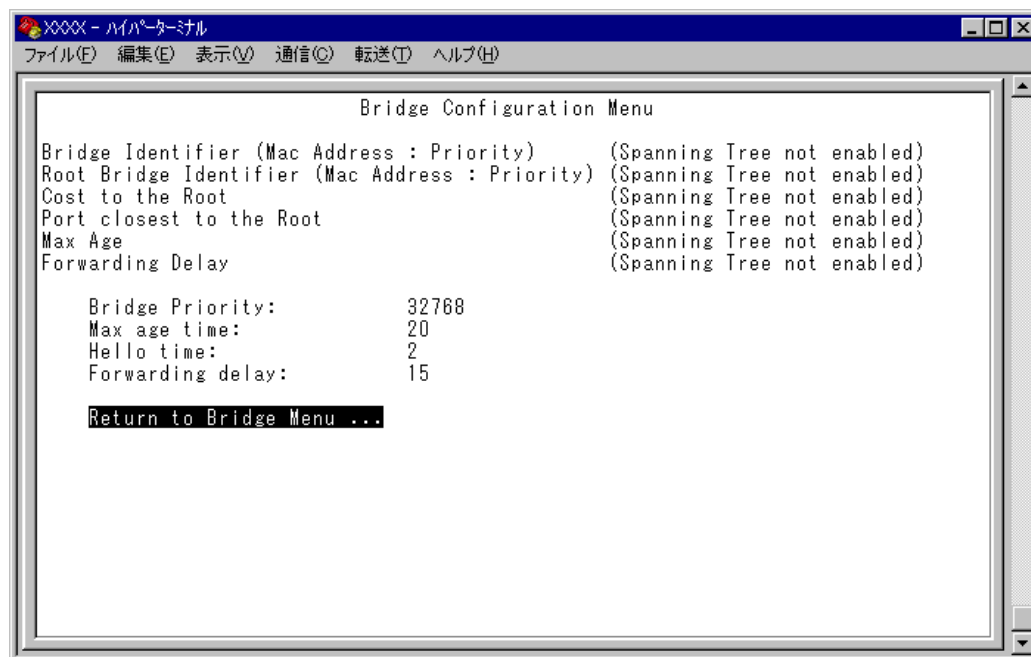 XXXX - ハイパーターミナル
ファイル(F) 編集(E) 表示(V) 通信(C) 転送(T) ヘルプ(H)
Bridge Configuration Menu
Bridge Identifier (Mac Address : Priority) (Spanning Tree not enabled)
Root Bridge Identifier (Mac Address : Priority) (Spanning Tree not enabled)
Cost to the Root (Spanning Tree not enabled)
Port closest to the Root (Spanning Tree not enabled)
Max Age (Spanning Tree not enabled)
Forwarding Delay (Spanning Tree not enabled)
Bridge Priority: 32768
Max age time: 20
Hello time: 2
Forwarding delay: 15
Return to Bridge Menu ...